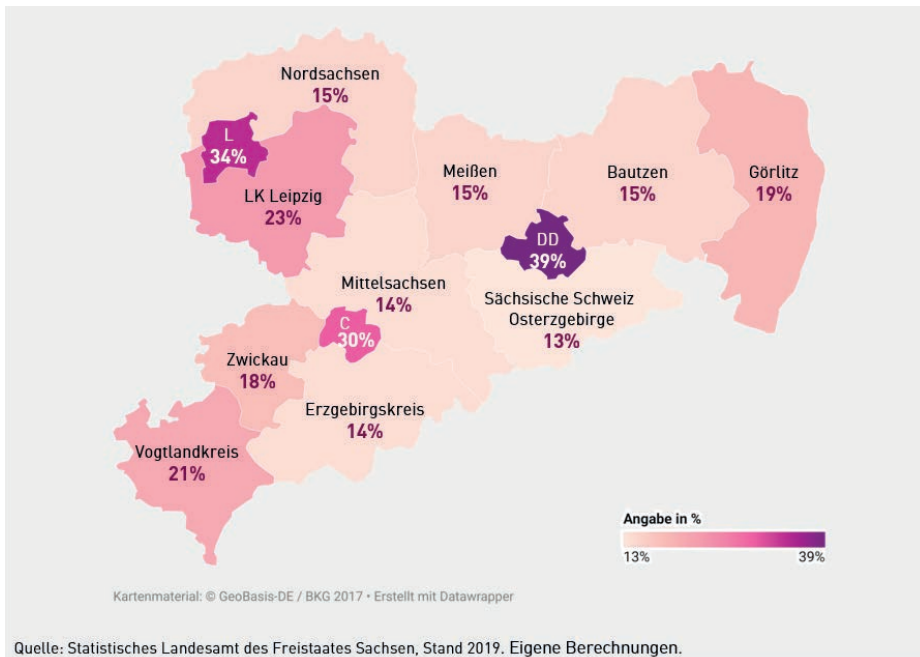 Nordsachsen
15%
L
34%
LK Leipzig
23%
Meißen
15%
Bautzen
15%
Görlitz
19%
DD
39%
Mittelsachsen
14%
Sächsische Schweiz
Osterzgebirge
13%
C
30%
Zwickau
18%
Erzgebirgskreis
14%
Vogtlandkreis
21%
Angabe in %
13%
39%
Kartenmaterial: © GeoBasis-DE / BKG 2017 • Erstellt mit Datawrapper
Quelle: Statistisches Landesamt des Freistaates Sachsen, Stand 2019. Eigene Berechnungen.